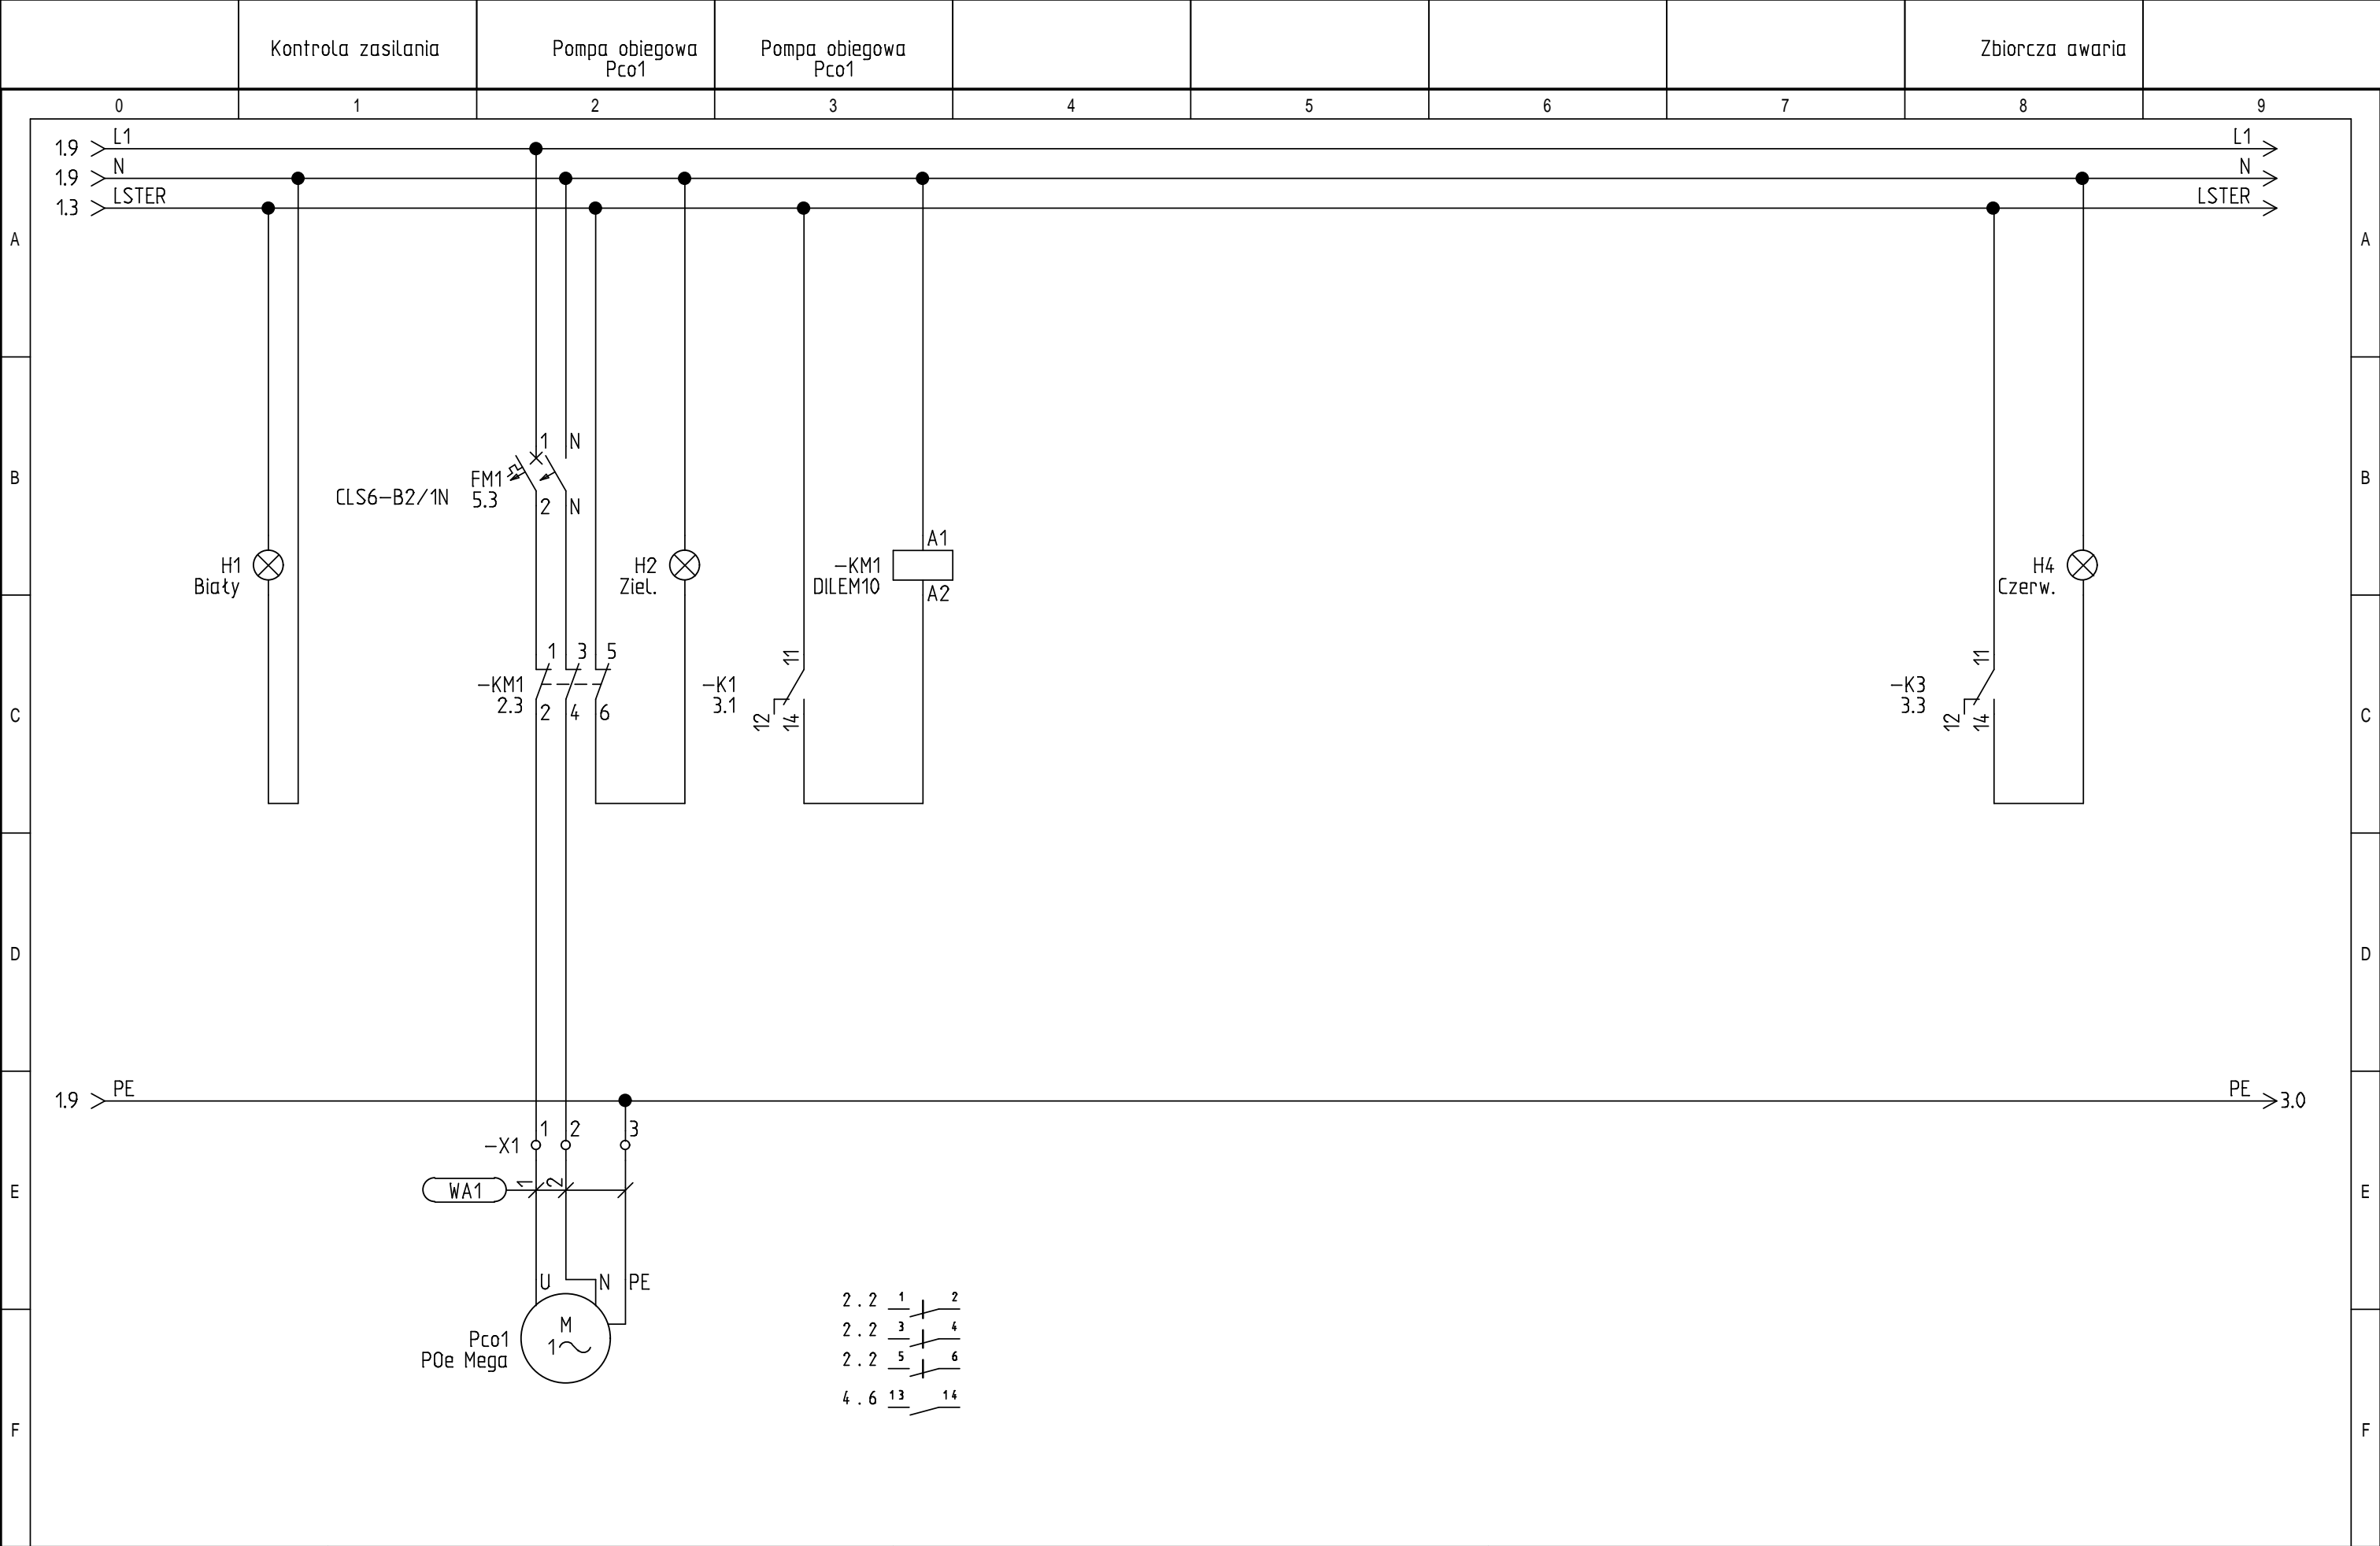 Kontrola zasilania
Pompa obiegowa
Pco1
Pompa obiegowa
Pco1
Zbiorcza awaria
0 1 2 3 4 5 6 7 8 9
1.9 L1 L1
1.9 N N
1.3 LSTER LSTER
A A
B B
1 N
FM1
CLS6-B2/1N 5.3
2 N
H1
Biały
H2
Ziel.
A1
-KM1
DILEM10
A2
H4
Czerw.
C C
1 3 5
-KM1
2.3
2 4 6
11
-K1
3.1
12 14
11
-K3
3.3
12 14
D D
1.9 PE PE 3.0
1 2 3
-X1
E E
WA1 1 2
U N PE
M
1
Pco1
POe Mega
2.2 1 2
2.2 3 4
2.2 5 6
4.6 13 14
F F